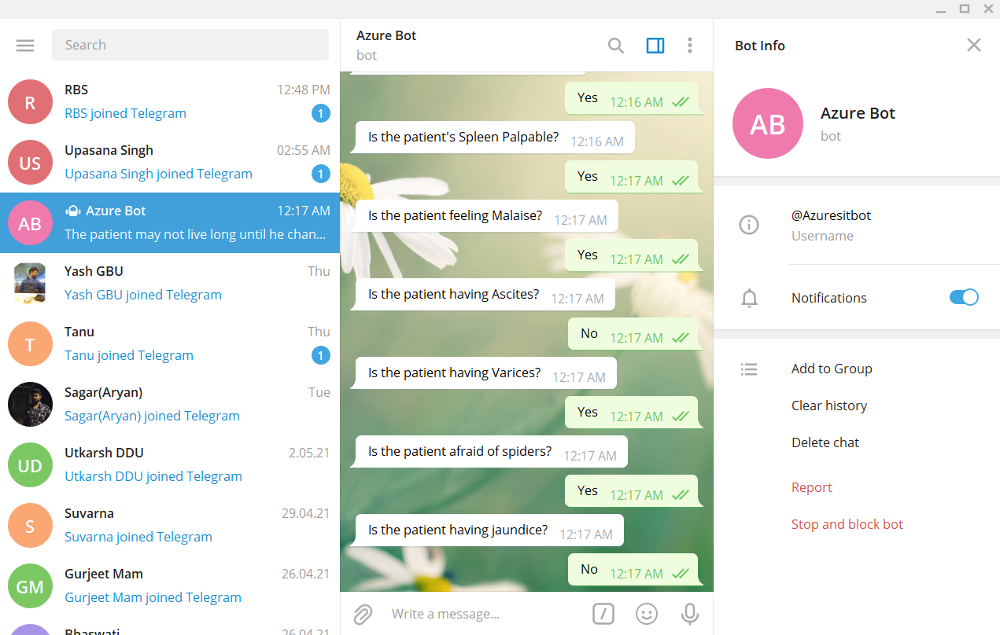 Search
R
RBS 12:48 PM
RBS joined Telegram 1
US
Upasana Singh 02:55 AM
Upasana Singh joined Telegram 1
AB
Azure Bot 12:17 AM
The patient may not live long until he chan...
Yash GBU Thu
Yash GBU joined Telegram
T
Tanu Thu
Tanu joined Telegram 1
Sagar(Aryan) Tue
Sagar(Aryan) joined Telegram
UD
Utkarsh DDU 2.05.21
Utkarsh DDU joined Telegram
S
Suvarna 29.04.21
Suvarna joined Telegram
GM
Gurjeet Mam 26.04.21
Gurjeet Mam joined Telegram
Bhaswati 26.04.21
Azure Bot
bot
Yes 12:16 AM
Is the patient's Spleen Palpable? 12:16 AM
Yes 12:17 AM
Is the patient feeling Malaise? 12:17 AM
Yes 12:17 AM
Is the patient having Ascites? 12:17 AM
No 12:17 AM
Is the patient having Varices? 12:17 AM
Yes 12:17 AM
Is the patient afraid of spiders? 12:17 AM
Yes 12:17 AM
Is the patient having jaundice? 12:17 AM
No 12:17 AM
Write a message...
Bot Info
AB
Azure Bot
bot
@Azuresitbot
Username
Notifications
Add to Group
Clear history
Delete chat
Report
Stop and block bot